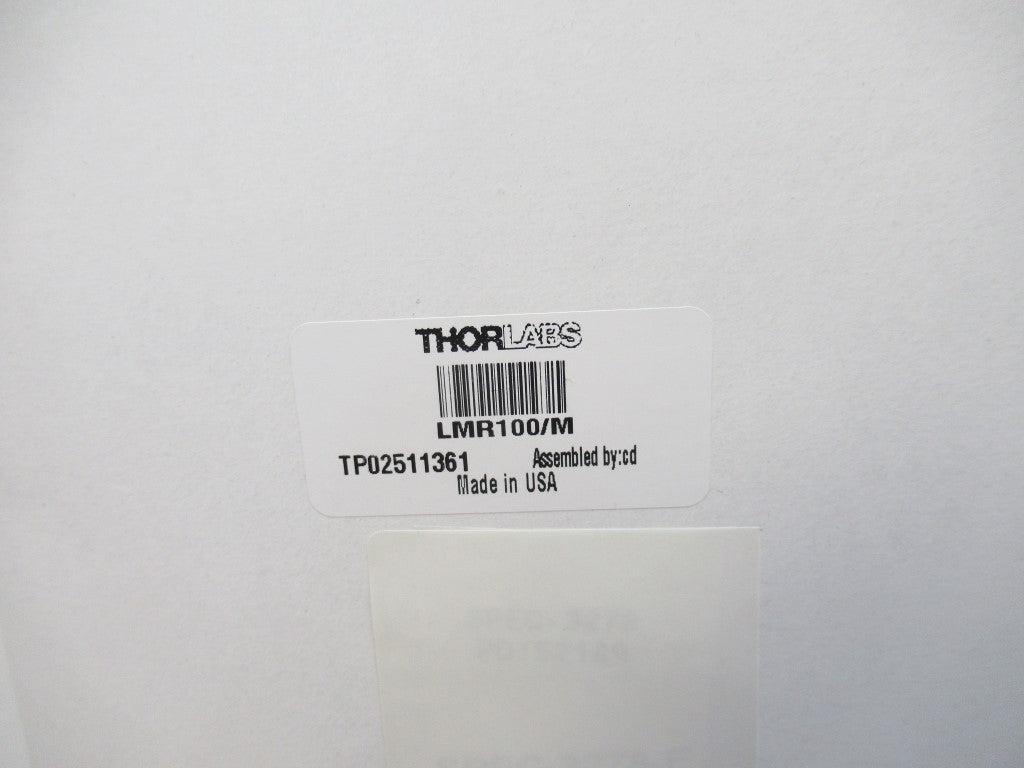 THORLABS
LMR100/M
TP02511361 Assembled by:cd
Made in USA